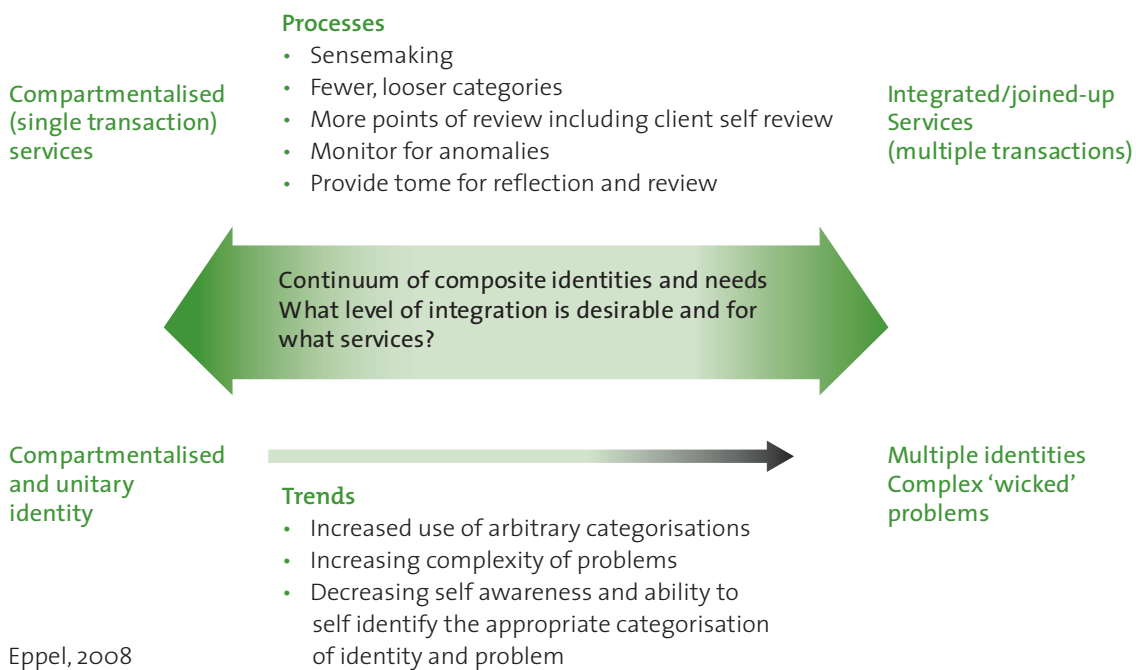 Processes
• Sensemaking
• Fewer, looser categories
• More points of review including client self review
• Monitor for anomalies
• Provide tome for reflection and review
Compartmentalised
(single transaction)
services
Integrated/joined-up
Services
(multiple transactions)
Continuum of composite identities and needs
What level of integration is desirable and for
what services?
Compartmentalised
and unitary
identity
Multiple identities
Complex ‘wicked’
problems
Trends
• Increased use of arbitrary categorisations
• Increasing complexity of problems
• Decreasing self awareness and ability to
self identify the appropriate categorisation
of identity and problem
Eppel, 2008